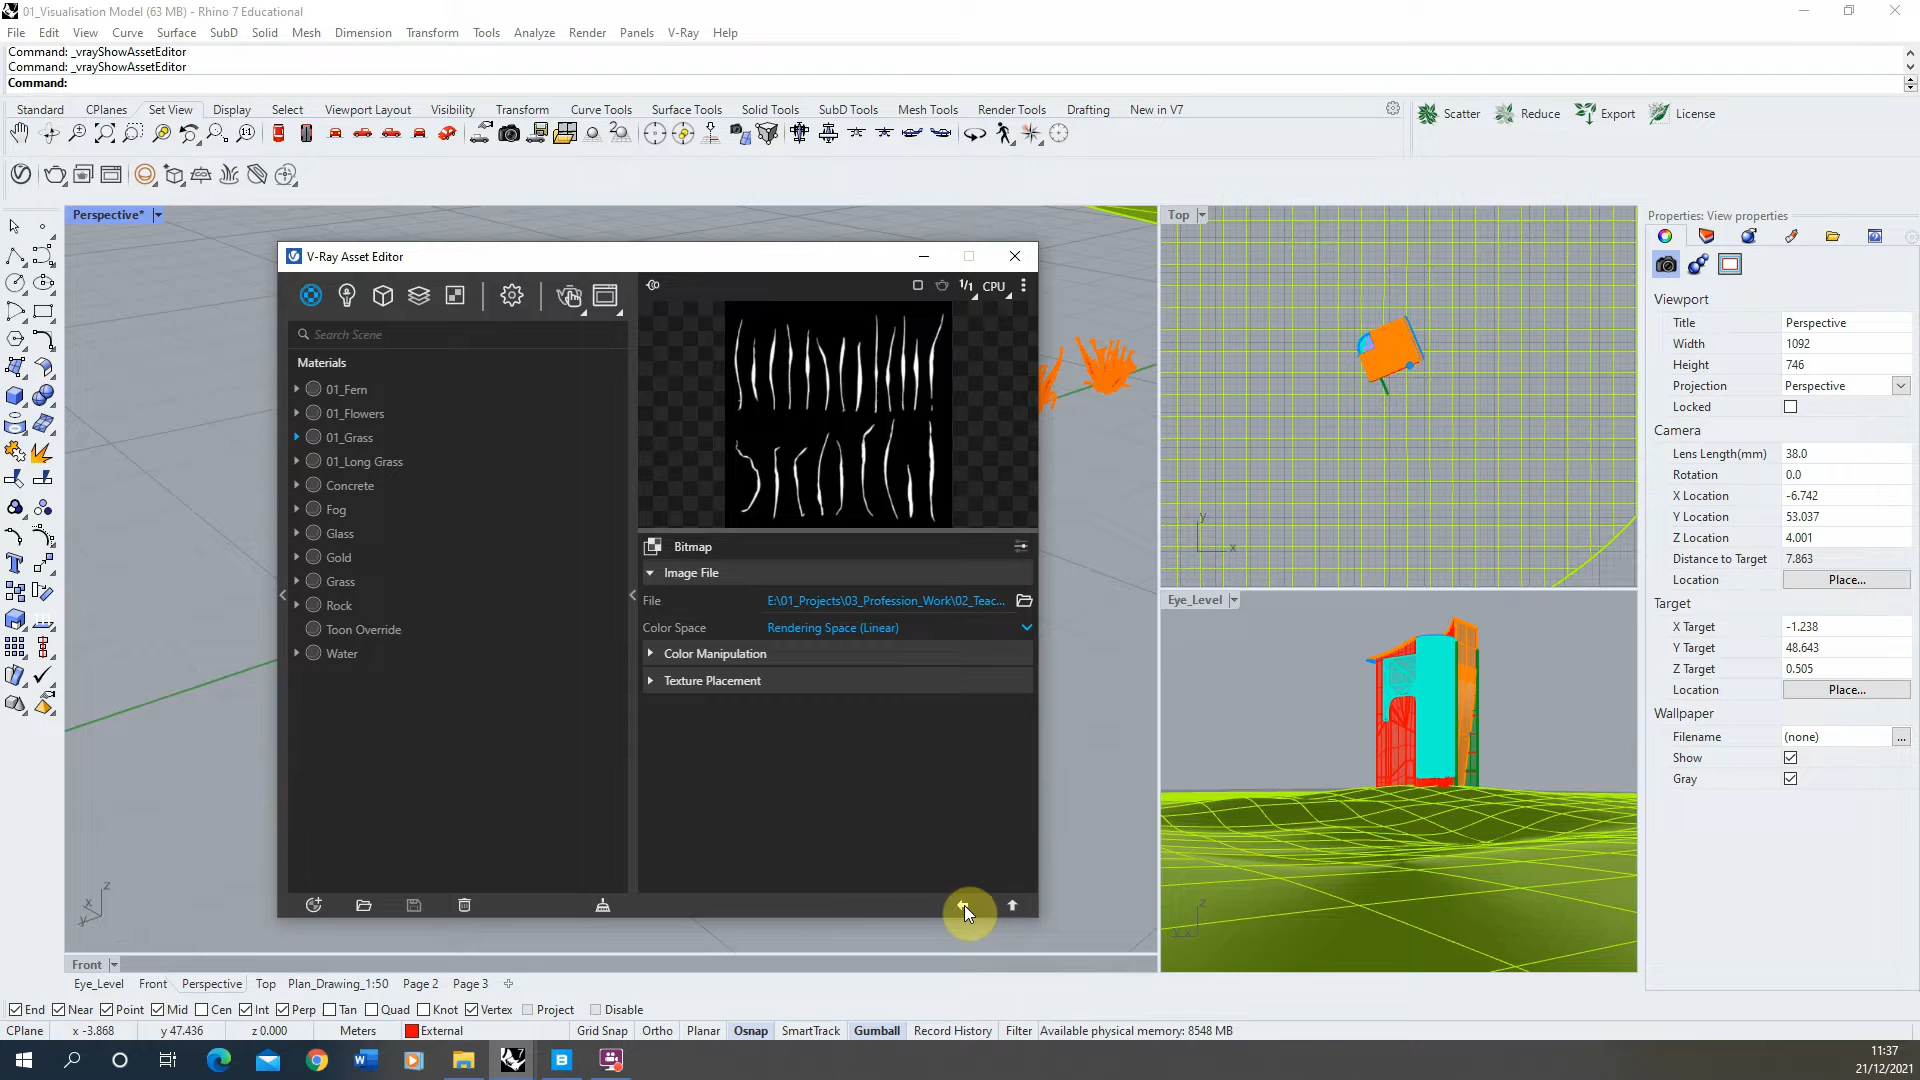 01_Visualisation Model (63 MB) - Rhino 7 Educational
File Edit View Curve Surface SubD Solid Mesh Dimension Transform Tools Analyze Render Panels V-Ray Help
Command: _vrayShowAssetEditor
Command: _vrayShowAssetEditor
Command:
Standard CPlanes Set View Display Select Viewport Layout Visibility Transform Curve Tools Surface Tools Solid Tools SubD Tools Mesh Tools Render Tools Drafting New in V7
Scatter Reduce Export License
Perspective*
Top
Properties: View properties
V-Ray Asset Editor
1/1 CPU
Search Scene
Materials
01_Fern
01_Flowers
01_Grass
01_Long Grass
Concrete
Fog
Glass
Gold
Grass
Rock
Toon Override
Water
Bitmap
Image File
File E:\01_Projects\03_Profession_Work\02_Teac...
Color Space Rendering Space (Linear)
Color Manipulation
Texture Placement
Eye_Level
Viewport
Title Perspective
Width 1092
Height 746
Projection Perspective
Locked
Camera
Lens Length(mm) 38.0
Rotation 0.0
X Location -6.742
Y Location 53.037
Z Location 4.001
Distance to Target 7.863
Location Place...
Target
X Target -1.238
Y Target 48.643
Z Target 0.505
Location Place...
Wallpaper
Filename (none) ...
Show
Gray
Front
Eye_Level Front Perspective Top Plan_Drawing_1:50 Page 2 Page 3
End Near Point Mid Cen Int Perp Tan Quad Knot Vertex Project Disable
CPlane x -3.868 y 47.436 z 0.000 Meters External Grid Snap Ortho Planar Osnap SmartTrack Gumball Record History Filter Available physical memory: 8548 MB
11:37
21/12/2021